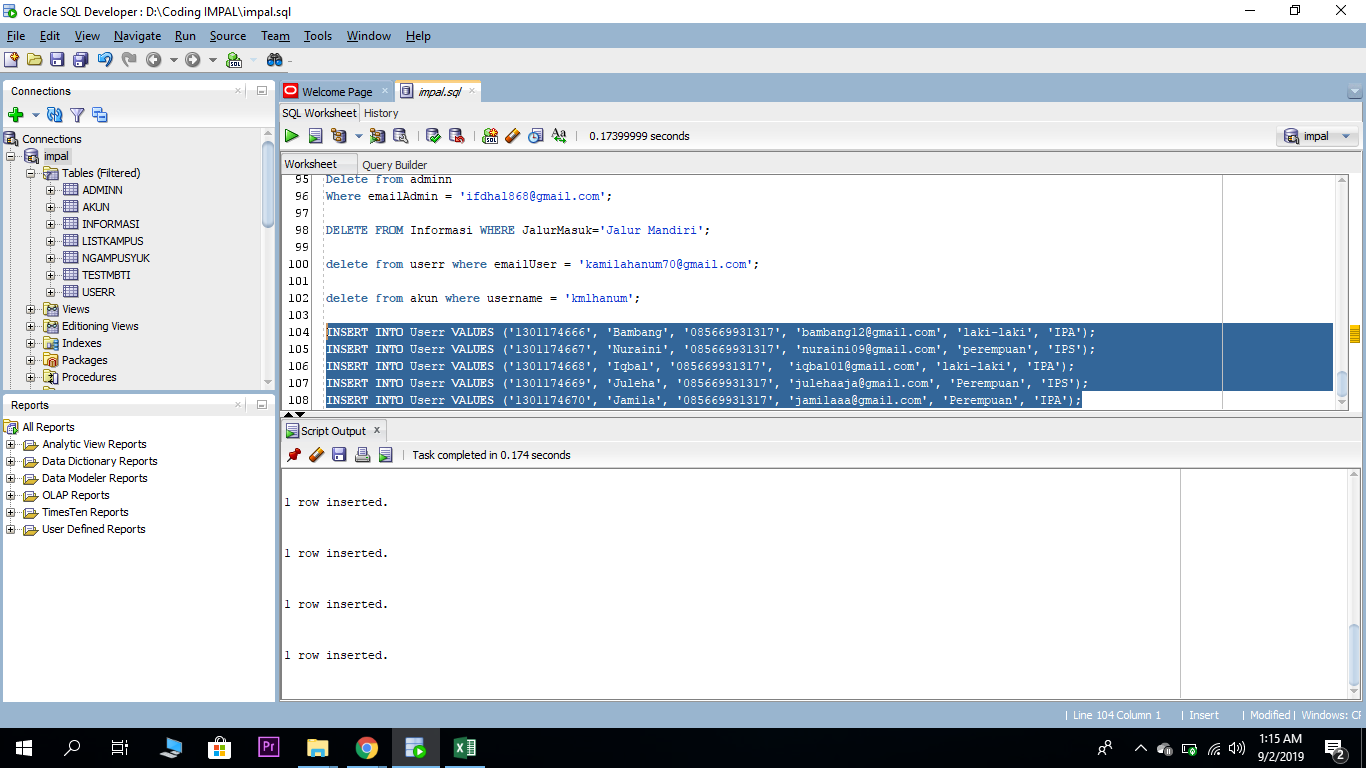 Oracle SQL Developer : D:\Coding IMPAL\impal.sql
File Edit View Navigate Run Source Team Tools Window Help
Connections
Connections
impal
Tables (Filtered)
ADMINN
AKUN
INFORMASI
LISTKAMPUS
NGAMPUSYUK
TESTMBTI
USERR
Views
Editioning Views
Indexes
Packages
Procedures
Reports
All Reports
Analytic View Reports
Data Dictionary Reports
Data Modeler Reports
OLAP Reports
TimesTen Reports
User Defined Reports
Welcome Page impal.sql
SQL Worksheet History
0.17399999 seconds impal
Worksheet Query Builder
95 Delete from adminn
96 Where emailAdmin = 'ifdhal868@gmail.com';
97
98 DELETE FROM Informasi WHERE JalurMasuk='Jalur Mandiri';
99
100 delete from userr where emailUser = 'kamilahanum70@gmail.com';
101
102 delete from akun where username = 'kmlhanum';
103
104 INSERT INTO Userr VALUES ('1301174666', 'Bambang', '085669931317', 'bambang12@gmail.com', 'laki-laki', 'IPA');
105 INSERT INTO Userr VALUES ('1301174667', 'Nuraini', '085669931317', 'nuraini09@gmail.com', 'perempuan', 'IPS');
106 INSERT INTO Userr VALUES ('1301174668', 'Iqbal', '085669931317', 'iqbal01@gmail.com', 'laki-laki', 'IPA');
107 INSERT INTO Userr VALUES ('1301174669', 'Juleha', '085669931317', 'julehaaja@gmail.com', 'Perempuan', 'IPS');
108 INSERT INTO Userr VALUES ('1301174670', 'Jamila', '085669931317', 'jamilaaa@gmail.com', 'Perempuan', 'IPA');
Script Output x
Task completed in 0.174 seconds
1 row inserted.
1 row inserted.
1 row inserted.
1 row inserted.
Line 104 Column 1 | Insert | Modified | Windows: CF
Pr
1:15 AM
9/2/2019
2